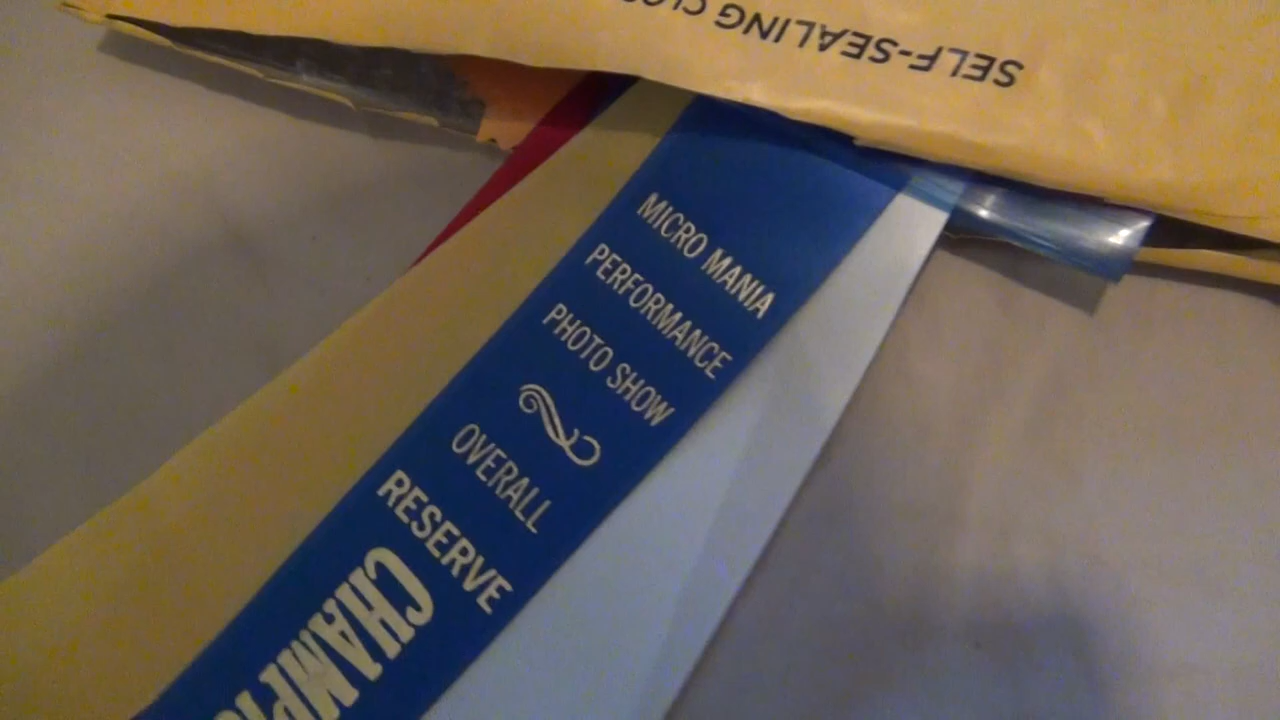 SELF-SEALING
MICRO MANIA
PERFORMANCE
PHOTO SHOW
OVERALL
RESERVE